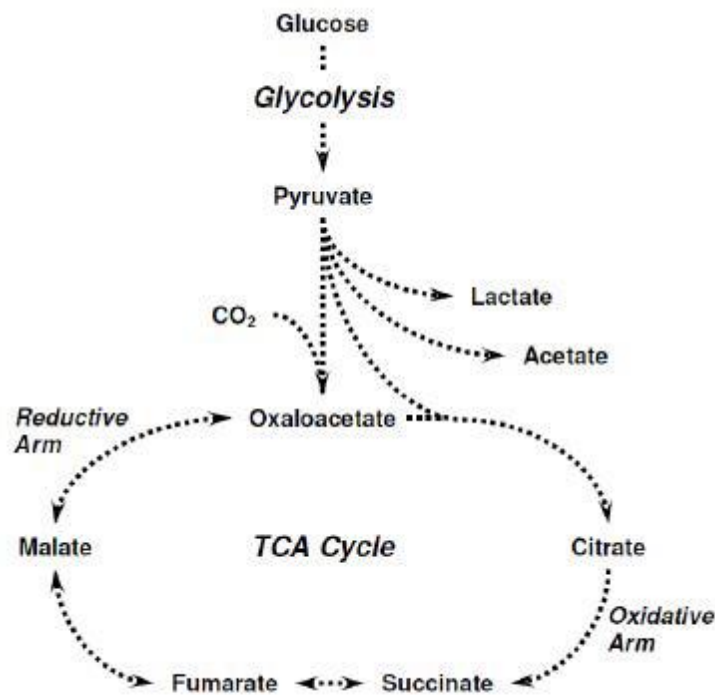 Glucose
Glycolysis
Pyruvate
Lactate
CO₂
Acetate
Reductive
Arm
Oxaloacetate
Malate
TCA Cycle
Citrate
Oxidative
Arm
Fumarate
Succinate